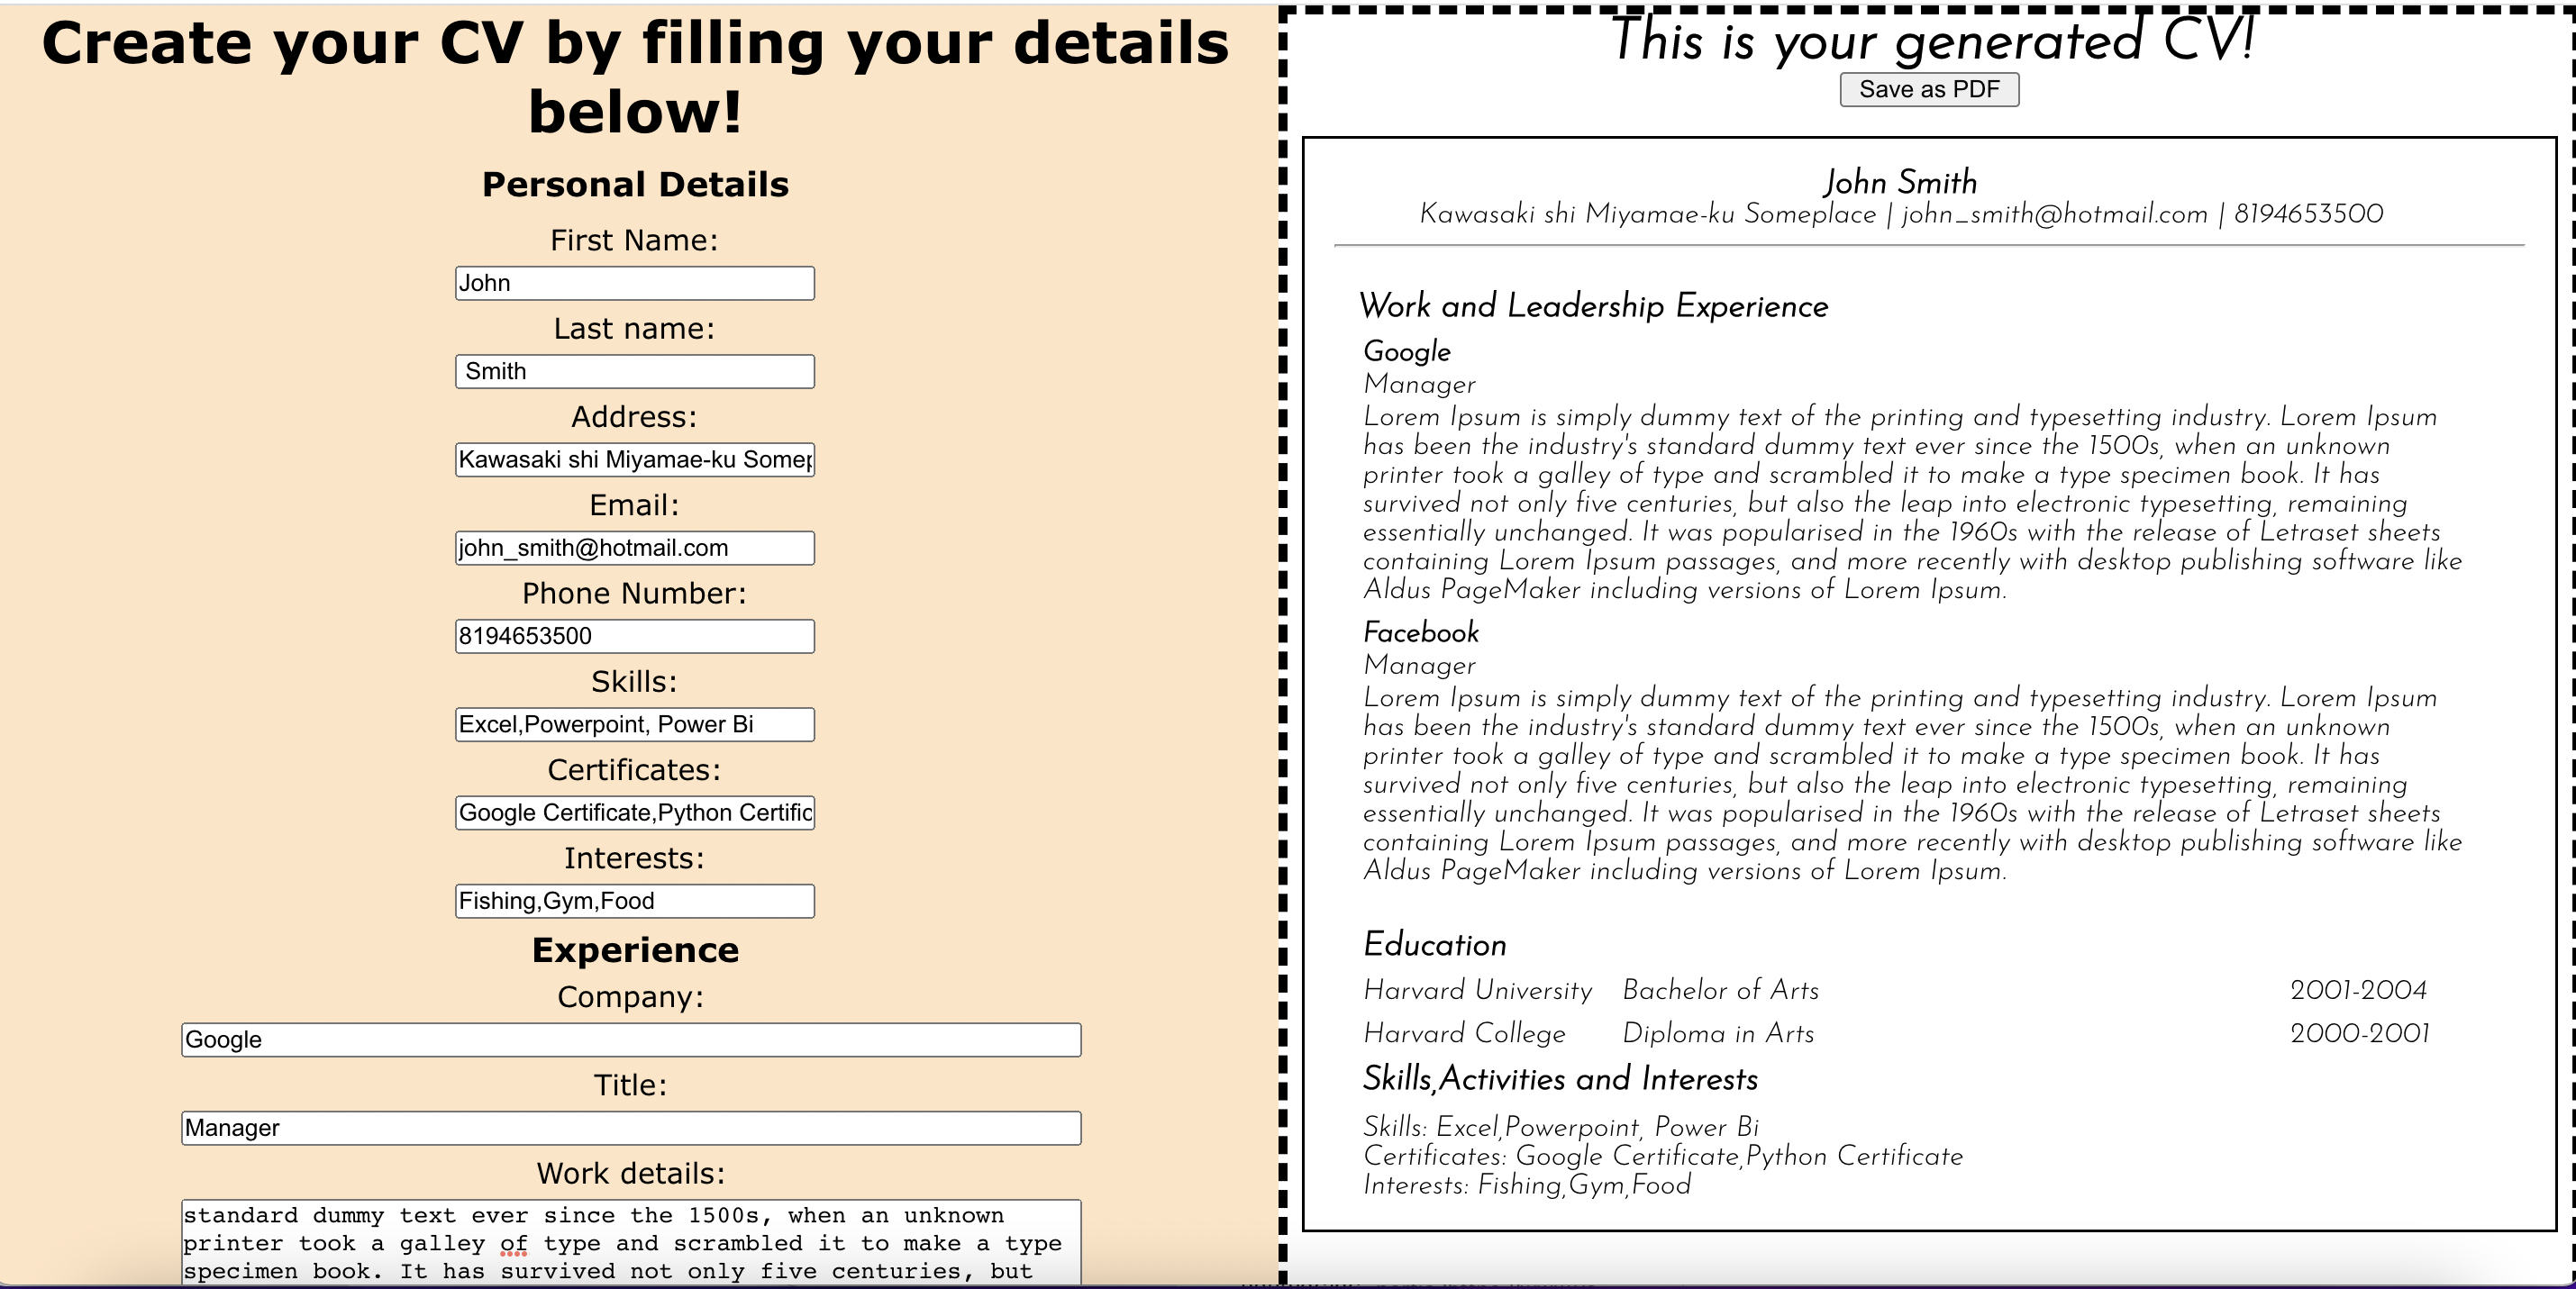 Create your CV by filling your details
below!
Personal Details
First Name:
John
Last name:
Smith
Address:
Kawasaki shi Miyamae-ku Somep
Email:
john_smith@hotmail.com
Phone Number:
8194653500
Skills:
Excel,Powerpoint, Power Bi
Certificates:
Google Certificate,Python Certific
Interests:
Fishing,Gym,Food
Experience
Company:
Google
Title:
Manager
Work details:
standard dummy text ever since the 1500s, when an unknown
printer took a galley of type and scrambled it to make a type
specimen book. It has survived not only five centuries, but
This is your generated CV!
Save as PDF
John Smith
Kawasaki shi Miyamae-ku Someplace | john_smith@hotmail.com | 8194653500
Work and Leadership Experience
Google
Manager
Lorem Ipsum is simply dummy text of the printing and typesetting industry. Lorem Ipsum
has been the industry's standard dummy text ever since the 1500s, when an unknown
printer took a galley of type and scrambled it to make a type specimen book. It has
survived not only five centuries, but also the leap into electronic typesetting, remaining
essentially unchanged. It was popularised in the 1960s with the release of Letraset sheets
containing Lorem Ipsum passages, and more recently with desktop publishing software like
Aldus PageMaker including versions of Lorem Ipsum.
Facebook
Manager
Lorem Ipsum is simply dummy text of the printing and typesetting industry. Lorem Ipsum
has been the industry's standard dummy text ever since the 1500s, when an unknown
printer took a galley of type and scrambled it to make a type specimen book. It has
survived not only five centuries, but also the leap into electronic typesetting, remaining
essentially unchanged. It was popularised in the 1960s with the release of Letraset sheets
containing Lorem Ipsum passages, and more recently with desktop publishing software like
Aldus PageMaker including versions of Lorem Ipsum.
Education
Harvard University Bachelor of Arts 2001-2004
Harvard College Diploma in Arts 2000-2001
Skills,Activities and Interests
Skills: Excel,Powerpoint, Power Bi
Certificates: Google Certificate,Python Certificate
Interests: Fishing,Gym,Food